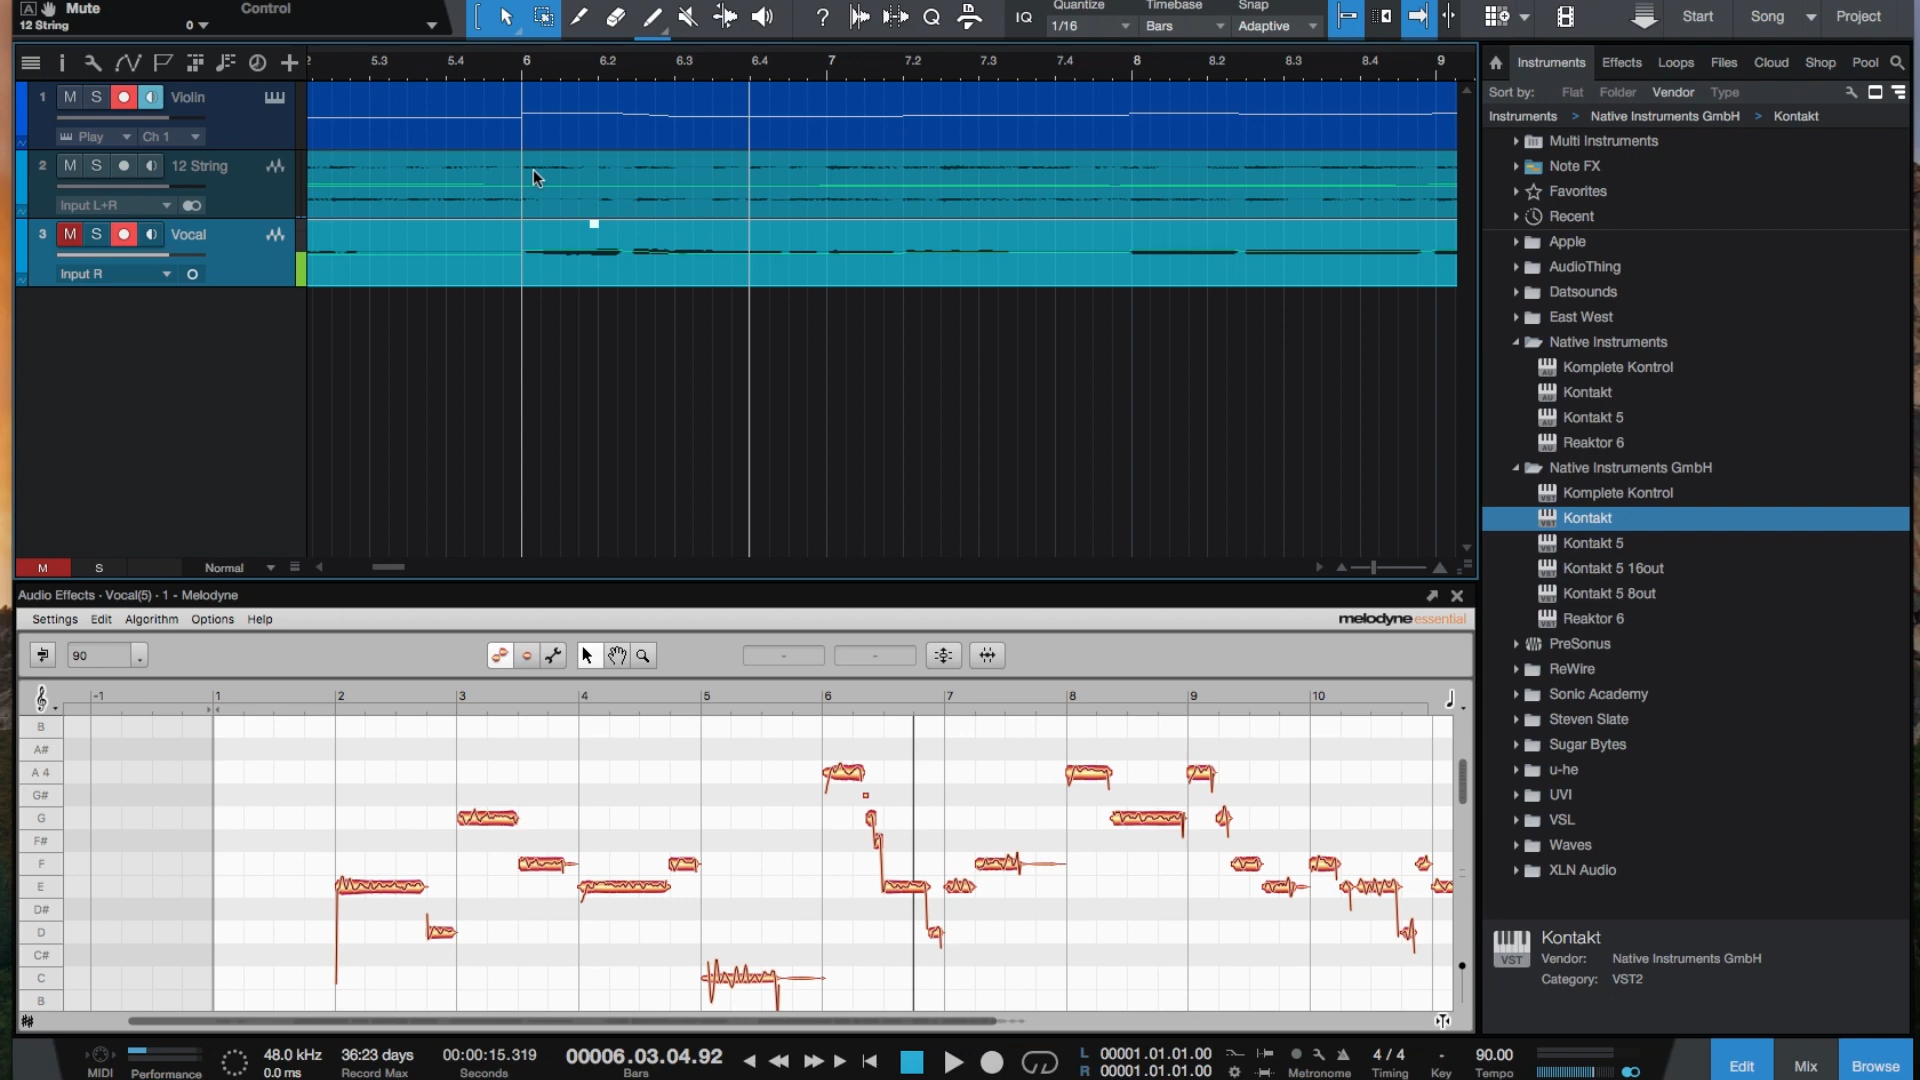 A Mute Control
12 String 0
Quantize Timebase Snap
IQ 1/16 Bars Adaptive
Start Song Project
5.3 5.4 6 6.2 6.3 6.4 7 7.2 7.3 7.4 8 8.2 8.3 8.4 9
1 M S Violin
Play Ch 1
2 M S 12 String
Input L+R
3 M S Vocal
Input R
M S Normal
Instruments Effects Loops Files Cloud Shop Pool
Sort by: Flat Folder Vendor Type
Instruments > Native Instruments GmbH > Kontakt
Multi Instruments
Note FX
Favorites
Recent
Apple
AudioThing
Datsounds
East West
Native Instruments
Komplete Kontrol
Kontakt
Kontakt 5
Reaktor 6
Native Instruments GmbH
Komplete Kontrol
Kontakt
Kontakt 5
Kontakt 5 16out
Kontakt 5 8out
Reaktor 6
PreSonus
ReWire
Sonic Academy
Steven Slate
Sugar Bytes
u-he
UVI
VSL
Waves
XLN Audio
Kontakt
VST
Vendor: Native Instruments GmbH
Category: VST2
Audio Effects · Vocal(5) · 1 - Melodyne
Settings Edit Algorithm Options Help
melodyne essential
90 - -
-1 1 2 3 4 5 6 7 8 9 10
B
A#
A 4
G#
G
F#
F
E
D#
D
C#
C
B
MIDI Performance
48.0 kHz 36:23 days 00:00:15.319 00006.03.04.92
0.0 ms Record Max Seconds Bars
L 00001.01.01.00
R 00001.01.01.00
Metronome
4 / 4 - 90.00
Timing Key Tempo
Edit Mix Browse